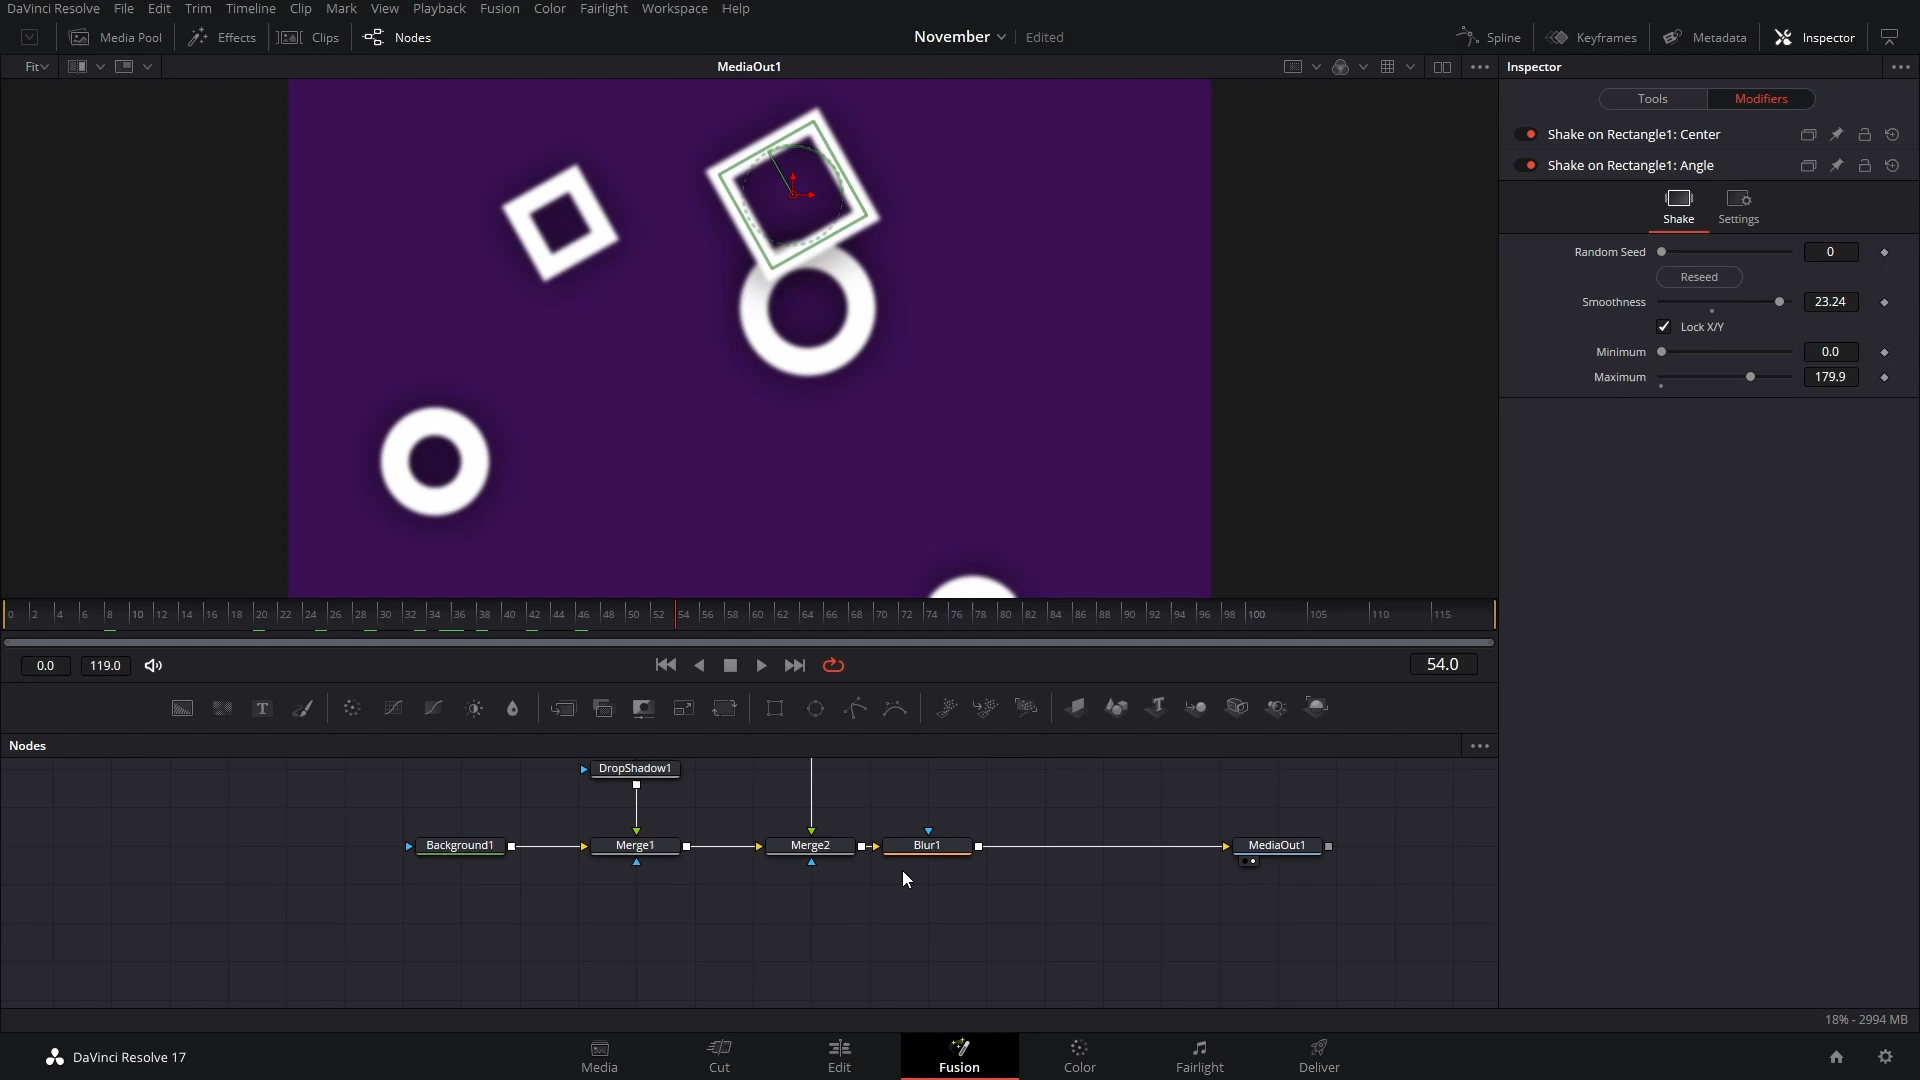 DaVinci Resolve File Edit Trim Timeline Clip Mark View Playback Fusion Color Fairlight Workspace Help
Media Pool Effects Clips Nodes November Edited Spline Keyframes Metadata Inspector
Fit MediaOut1 Inspector
Tools Modifiers
Shake on Rectangle1: Center
Shake on Rectangle1: Angle
Shake Settings
Random Seed 0
Reseed
Smoothness 23.24
Lock X/Y
Minimum 0.0
Maximum 179.9
0 2 4 6 8 10 12 14 16 18 20 22 24 26 28 30 32 34 36 38 40 42 44 46 48 50 52 54 56 58 60 62 64 66 68 70 72 74 76 78 80 82 84 86 88 90 92 94 96 98 100 105 110 115
0.0 119.0 54.0
T T
Nodes
DropShadow1
Background1 Merge1 Merge2 Blur1 MediaOut1
18% - 2994 MB
DaVinci Resolve 17 Media Cut Edit Fusion Color Fairlight Deliver